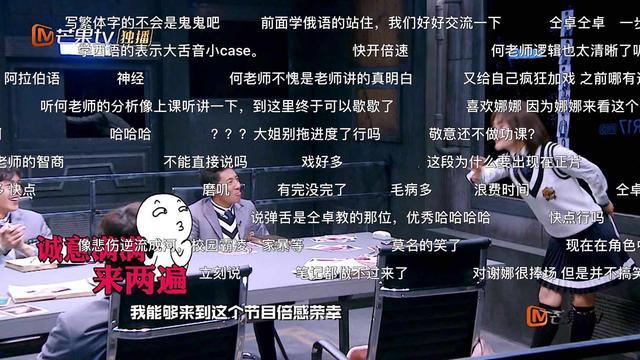 芒果tv 独播
写繁体字的不会是鬼鬼吧 前面学俄语的站住，我们好好交流一下 仝卓仝卓 一步
学西语的表示大舌音小case。 快开倍速 何老师逻辑也太清晰了
阿拉伯语 神经 何老师不愧是老师讲的真明白 又给自己疯狂加戏 之前哪有
听何老师的分析像上课听讲一下，到这里终于可以歇歇了 喜欢娜娜 因为娜娜来看这个
哈哈哈 ？？？大姐别拖进度了行吗 敬意还不做功课?
老师的智商 不能直接说吗 戏好多 这段为什么要出现在正片
多 快点 磨叽 有完没完了 毛病多 浪费时间 仝卓
说弹舌是仝卓教的那位，优秀哈哈哈哈 快点行吗
像悲伤逆流成河，校园霸凌，家暴等 莫名的笑了 现在在角色
诚意满满
来两遍
立刻说 笔记都做不过来了 对谢娜很捧场 但是并不搞笑
我能够来到这个节目倍感荣幸
芒果TV